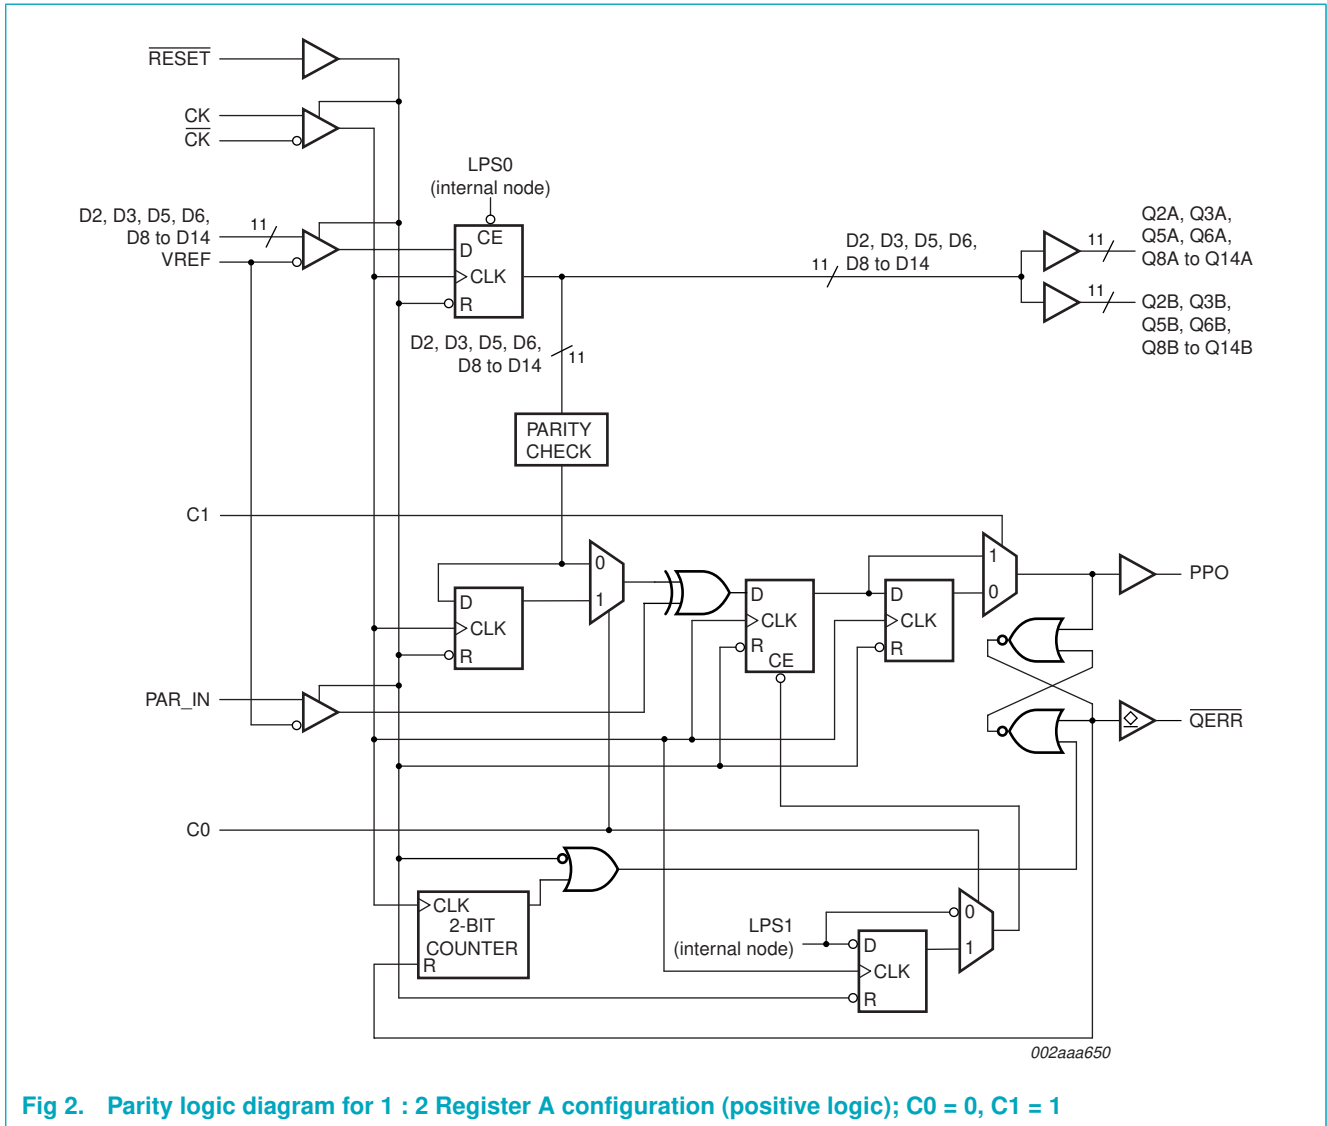 RESET
CK
CK
LPS0
(internal node)
D2, D3, D5, D6,
D8 to D14
11
VREF
CE
D
CLK
R
D2, D3, D5, D6,
D8 to D14
11
11
Q2A, Q3A,
Q5A, Q6A,
Q8A to Q14A
11
Q2B, Q3B,
Q5B, Q6B,
Q8B to Q14B
D2, D3, D5, D6,
D8 to D14
11
PARITY
CHECK
C1
0
1
D
CLK
R
D
CLK
R
CE
D
CLK
R
1
0
PPO
PAR_IN
QERR
C0
CLK
2-BIT
COUNTER
R
LPS1
(internal node)
D
CLK
R
0
1
002aaa650
Fig 2. Parity logic diagram for 1 : 2 Register A configuration (positive logic); C0 = 0, C1 = 1